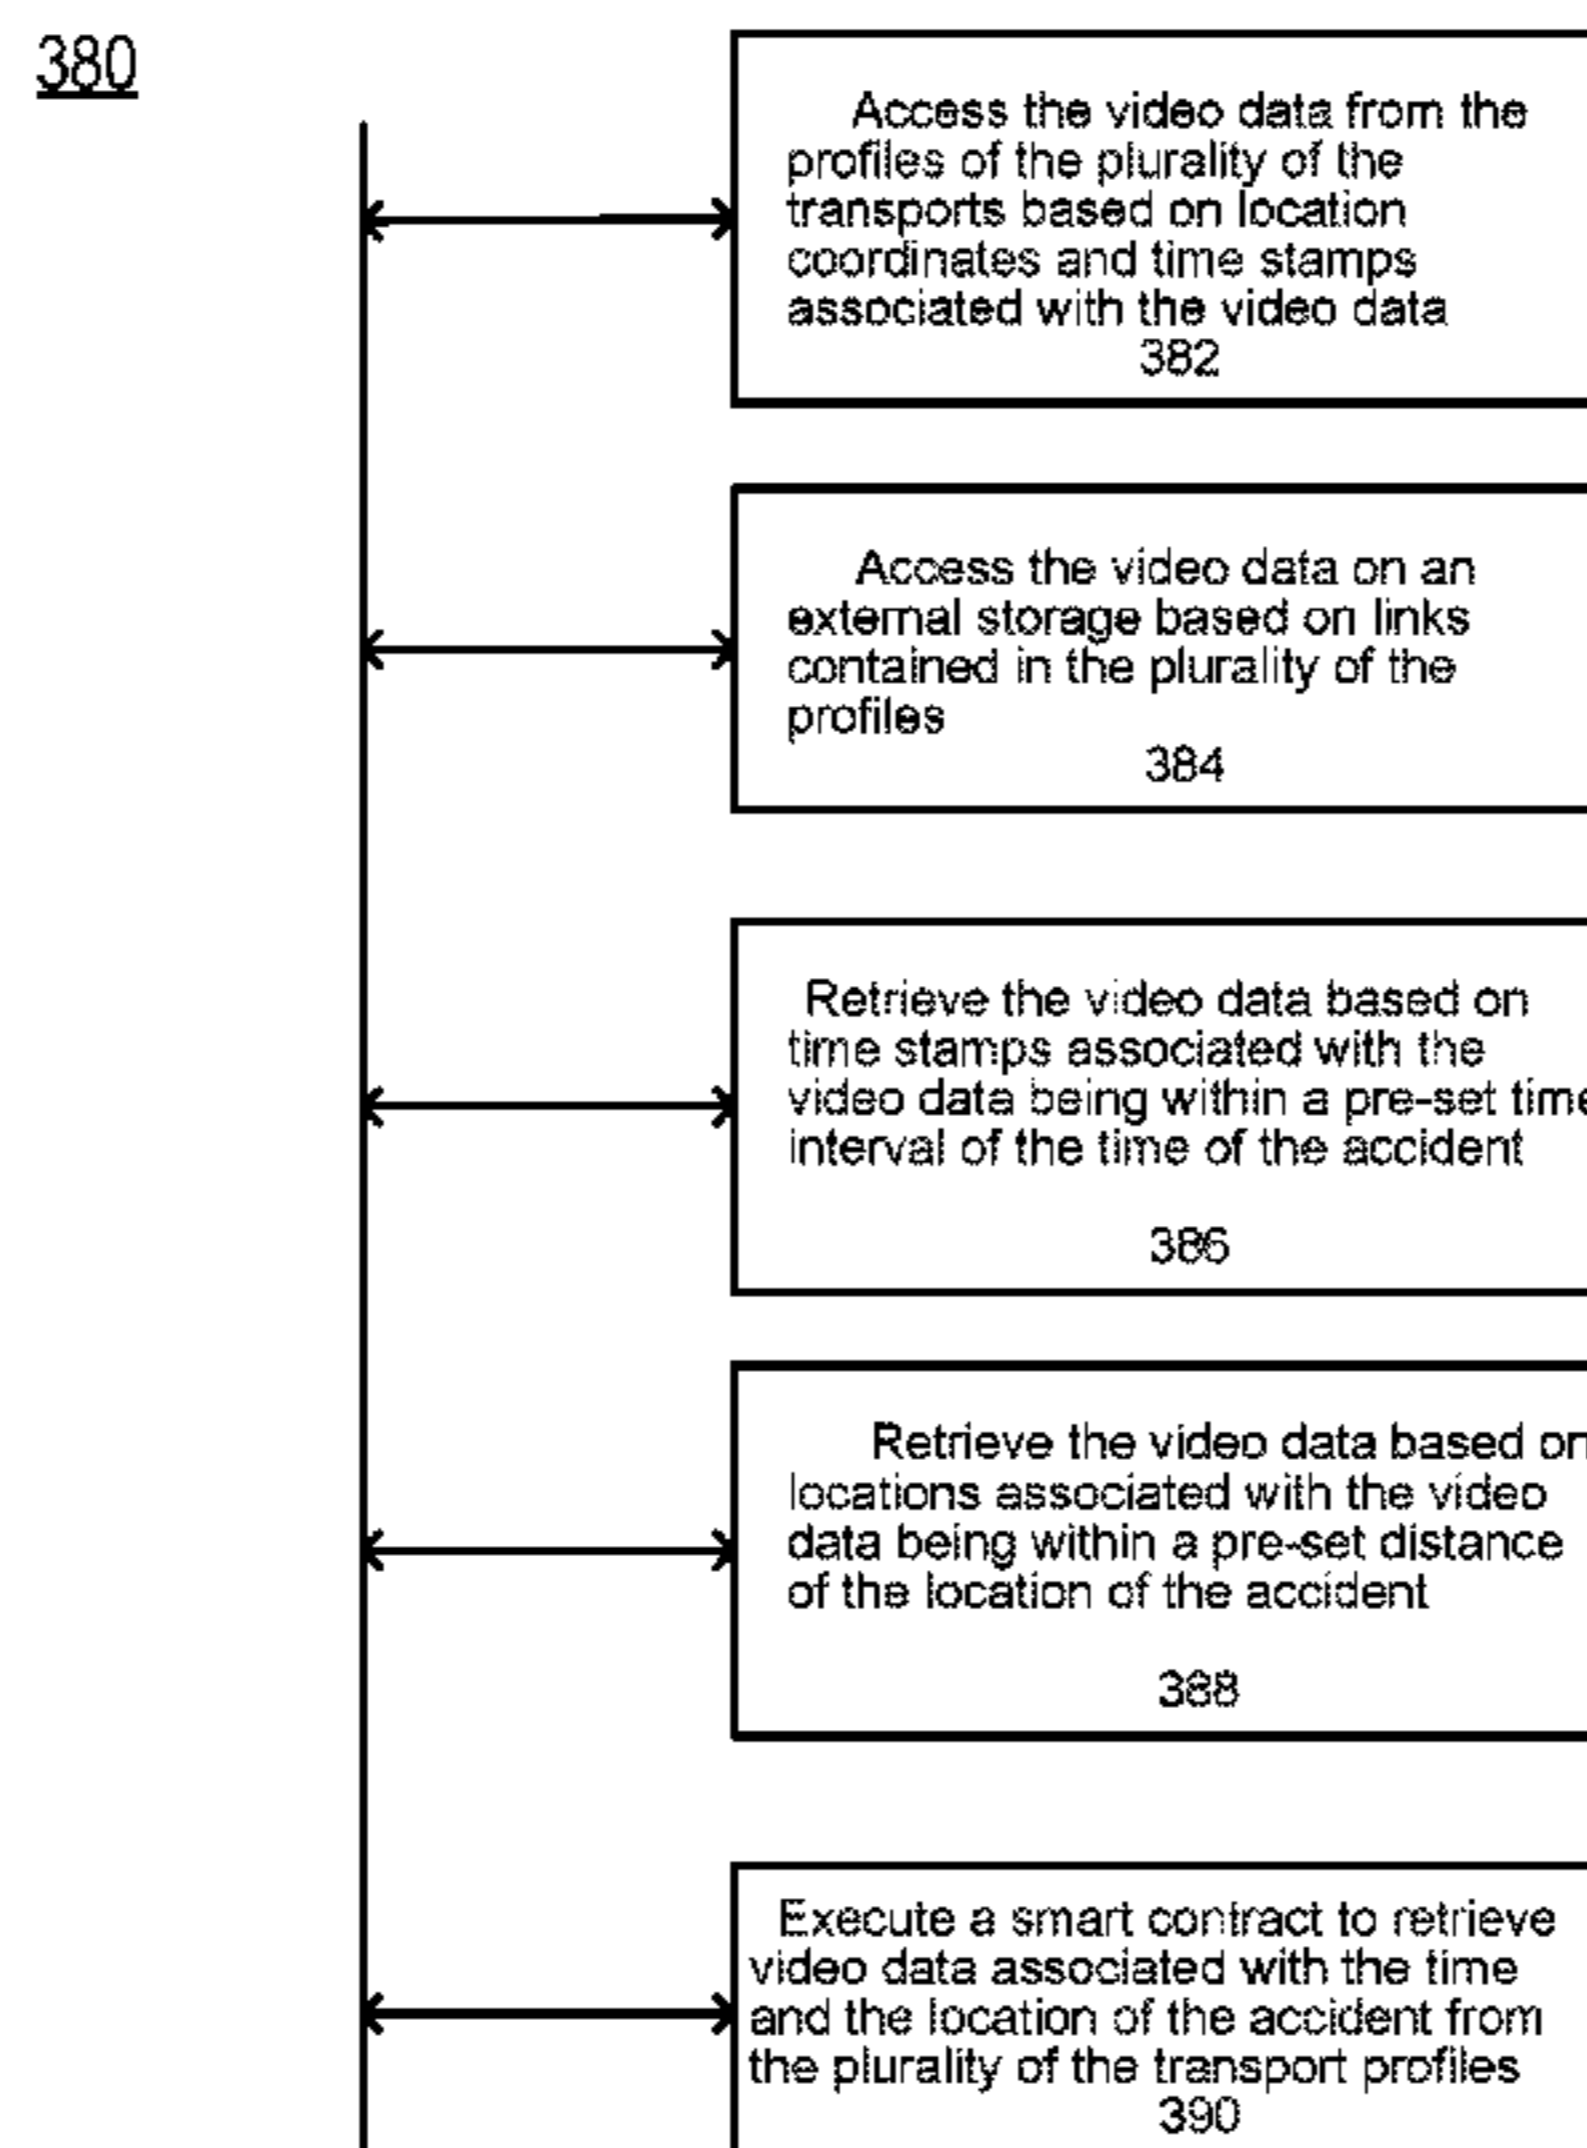 380
Access the video data from the
profiles of the plurality of the
transports based on location
coordinates and time stamps
associated with the video data
382
Access the video data on an
external storage based on links
contained in the plurality of the
profiles
384
Retrieve the video data based on
time stamps associated with the
video data being within a pre-set time
interval of the time of the accident
386
Retrieve the video data based on
locations associated with the video
data being within a pre-set distance
of the location of the accident
388
Execute a smart contract to retrieve
video data associated with the time
and the location of the accident from
the plurality of the transport profiles
390